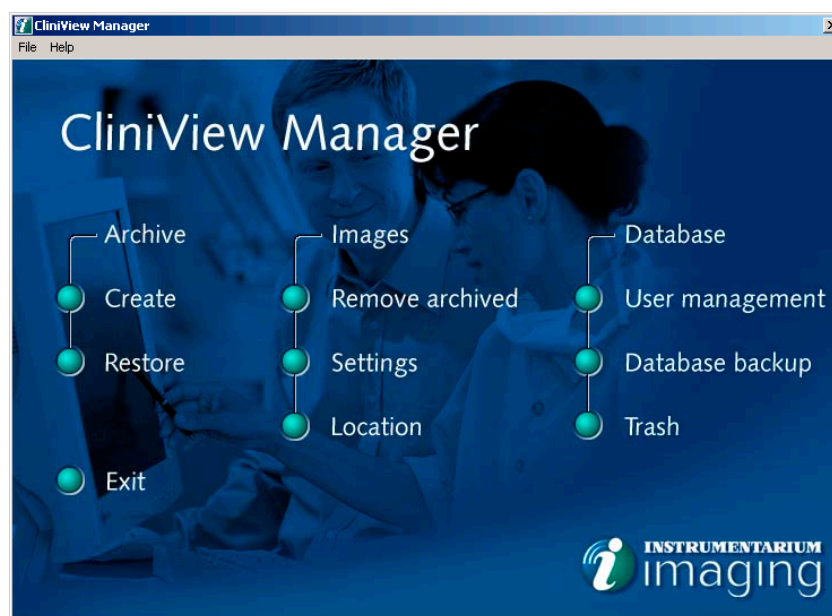 CliniView Manager
File Help
CliniView Manager
Archive
Create
Restore
Images
Remove archived
Settings
Location
Database
User management
Database backup
Trash
Exit
INSTRUMENTARIUM
imaging